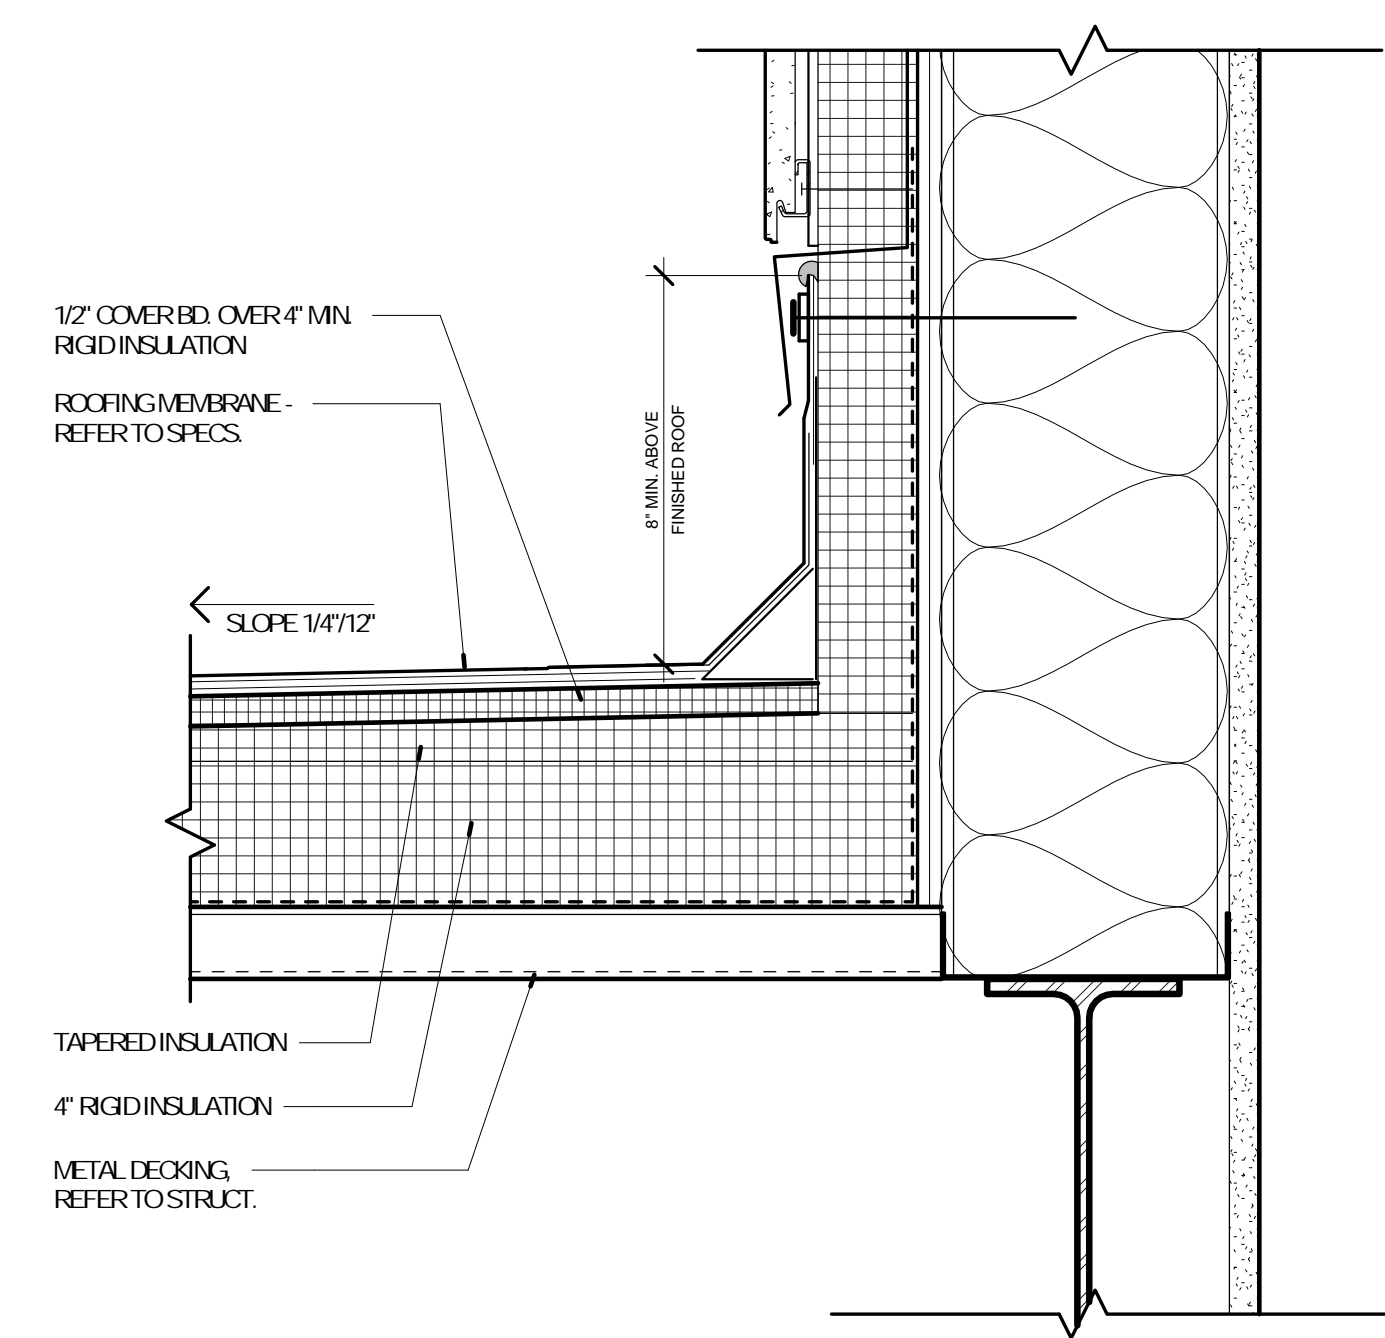 1/2" COVER BD. OVER 4" MIN.
RIGID INSULATION
ROOFING MEMBRANE -
REFER TO SPECS.
8" MIN. ABOVE
FINISHED ROOF
SLOPE 1/4"/12"
TAPERED INSULATION
4" RIGID INSULATION
METAL DECKING,
REFER TO STRUCT.